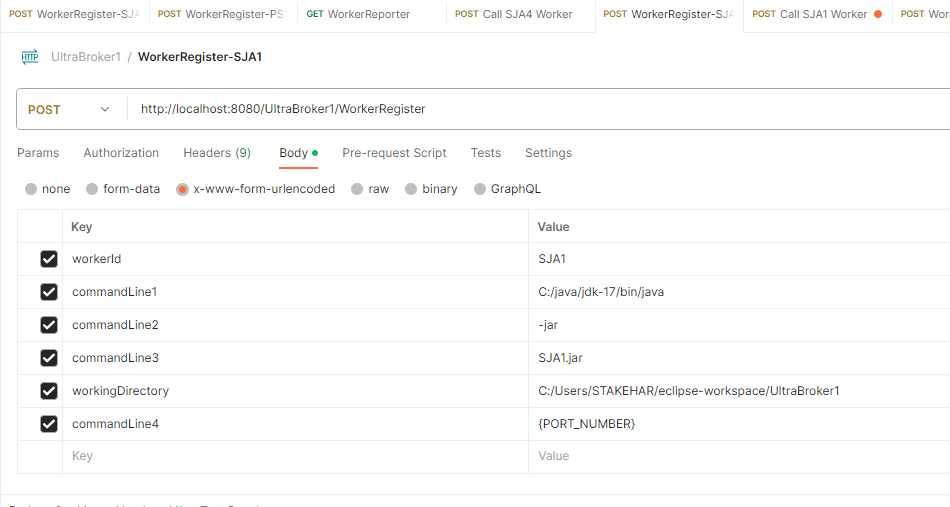 POST WorkerRegister-SJA POST WorkerRegister-PS GET WorkerReporter POST Call SJA4 Worker POST WorkerRegister-SJA POST Call SJA1 Worker POST Wor
HTTP UltraBroker1 / WorkerRegister-SJA1
POST http://localhost:8080/UltraBroker1/WorkerRegister
Params Authorization Headers (9) Body Pre-request Script Tests Settings
none form-data x-www-form-urlencoded raw binary GraphQL
Key Value
workerId SJA1
commandLine1 C:/java/jdk-17/bin/java
commandLine2 -jar
commandLine3 SJA1.jar
workingDirectory C:/Users/STAKEHAR/eclipse-workspace/UltraBroker1
commandLine4 {PORT_NUMBER}
Key Value